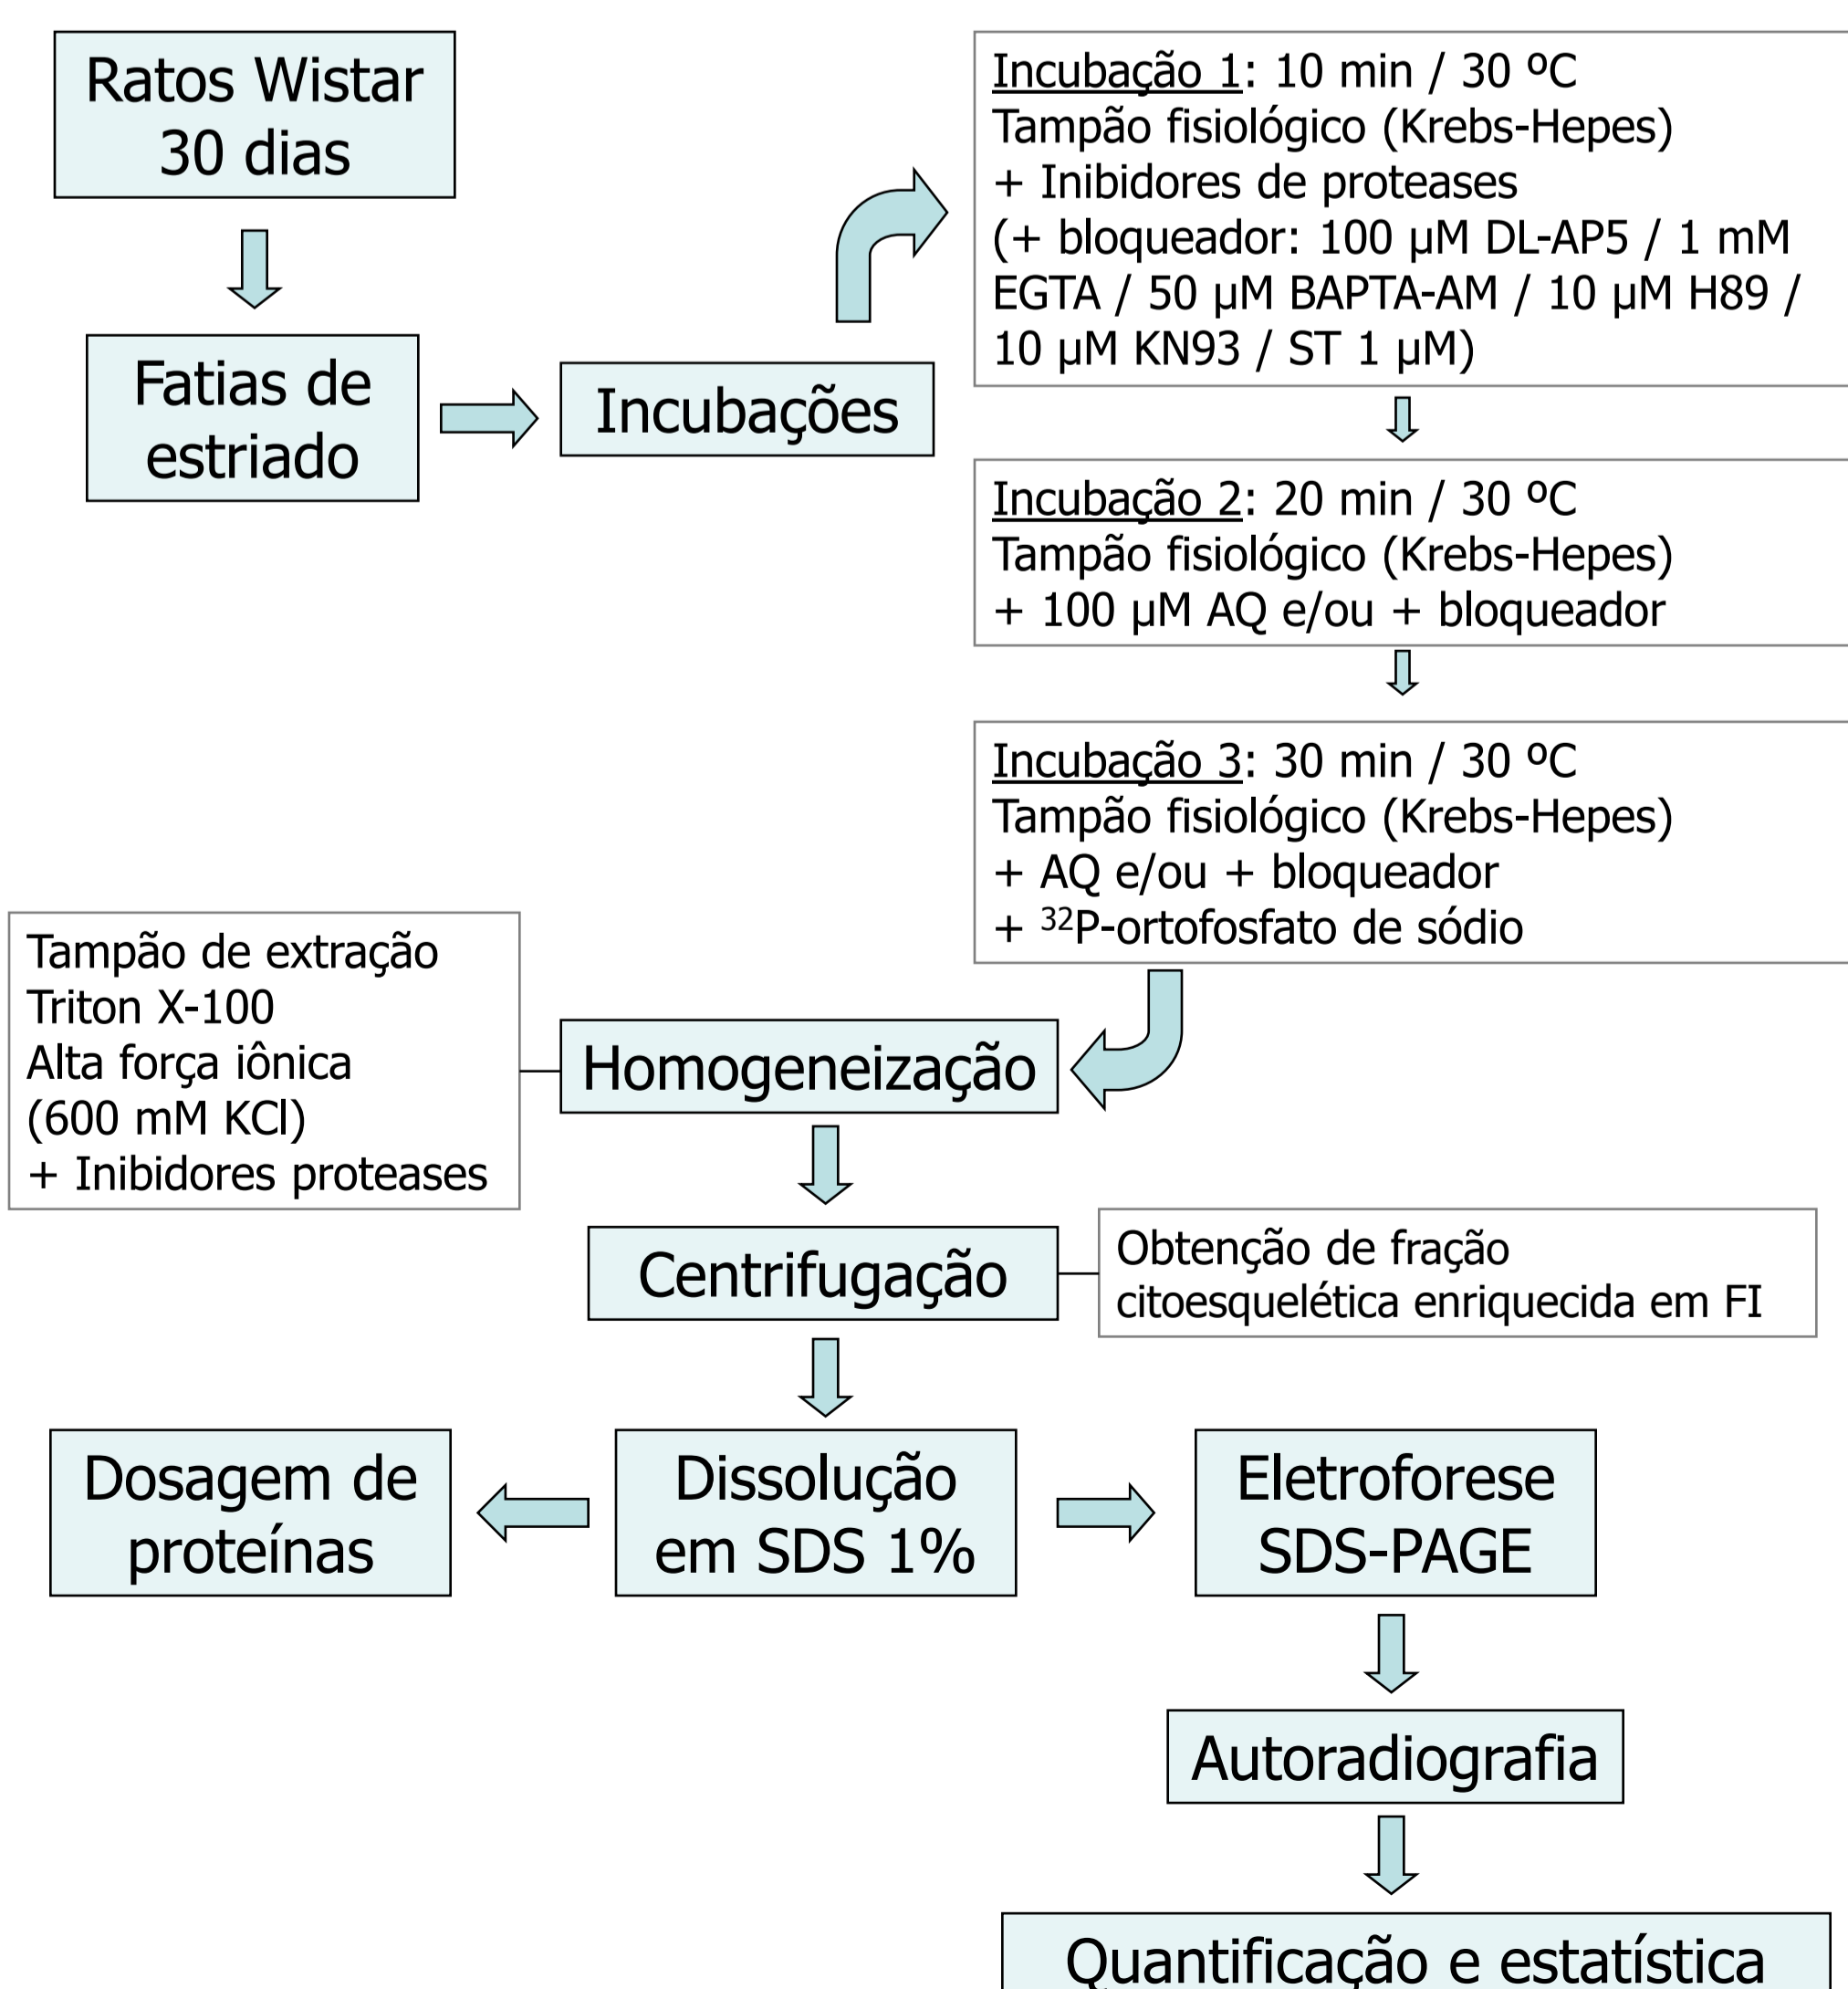 Ratos Wistar
30 dias
Fatias de
estriado
Incubações
Incubação 1: 10 min / 30 ºC
Tampão fisiológico (Krebs-Hepes)
+ Inibidores de proteases
(+ bloqueador: 100 µM DL-AP5 / 1 mM
EGTA / 50 µM BAPTA-AM / 10 µM H89 /
10 µM KN93 / ST 1 µM)
Incubação 2: 20 min / 30 ºC
Tampão fisiológico (Krebs-Hepes)
+ 100 µM AQ e/ou + bloqueador
Incubação 3: 30 min / 30 ºC
Tampão fisiológico (Krebs-Hepes)
+ AQ e/ou + bloqueador
+ ³²P-ortofosfato de sódio
Tampão de extração
Triton X-100
Alta força iônica
(600 mM KCl)
+ Inibidores proteases
Homogeneização
Centrifugação
Obtenção de fração
citoesquelética enriquecida em FI
Dosagem de
proteínas
Dissolução
em SDS 1%
Eletroforese
SDS-PAGE
Autoradiografia
Quantificação e estatística